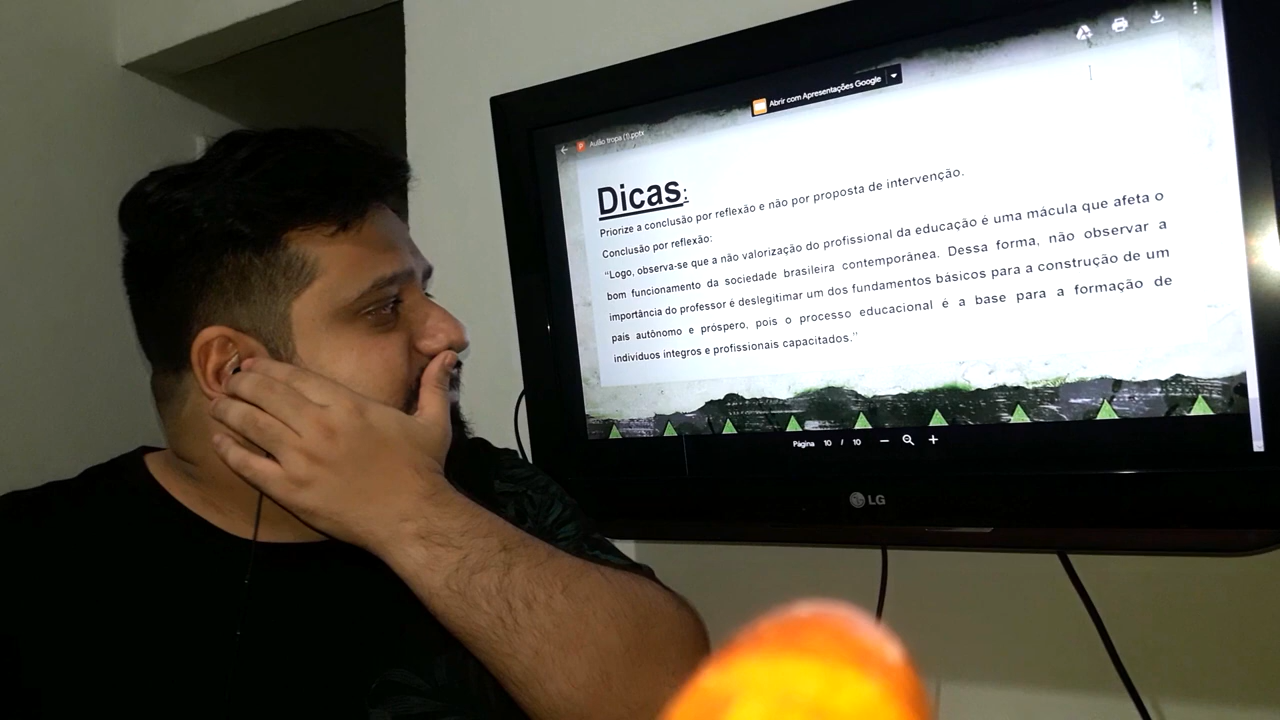 Abrir com Apresentações Google
Aulão tropa (1).pptx
Dicas:
Priorize a conclusão por reflexão e não por proposta de intervenção.
Conclusão por reflexão:
“Logo, observa-se que a não valorização do profissional da educação é uma mácula que afeta o
bom funcionamento da sociedade brasileira contemporânea. Dessa forma, não observar a
importância do professor é deslegitimar um dos fundamentos básicos para a construção de um
país autônomo e próspero, pois o processo educacional é a base para a formação de
indivíduos íntegros e profissionais capacitados.”
Página 10 / 10
LG